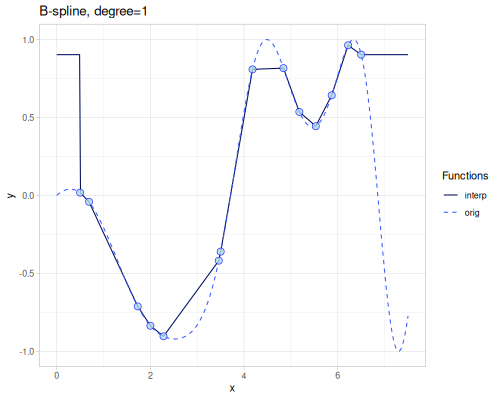 B-spline, degree=1
1.0
0.5
0.0
-0.5
-1.0
y
0
2
4
6
x
Functions
interp
orig